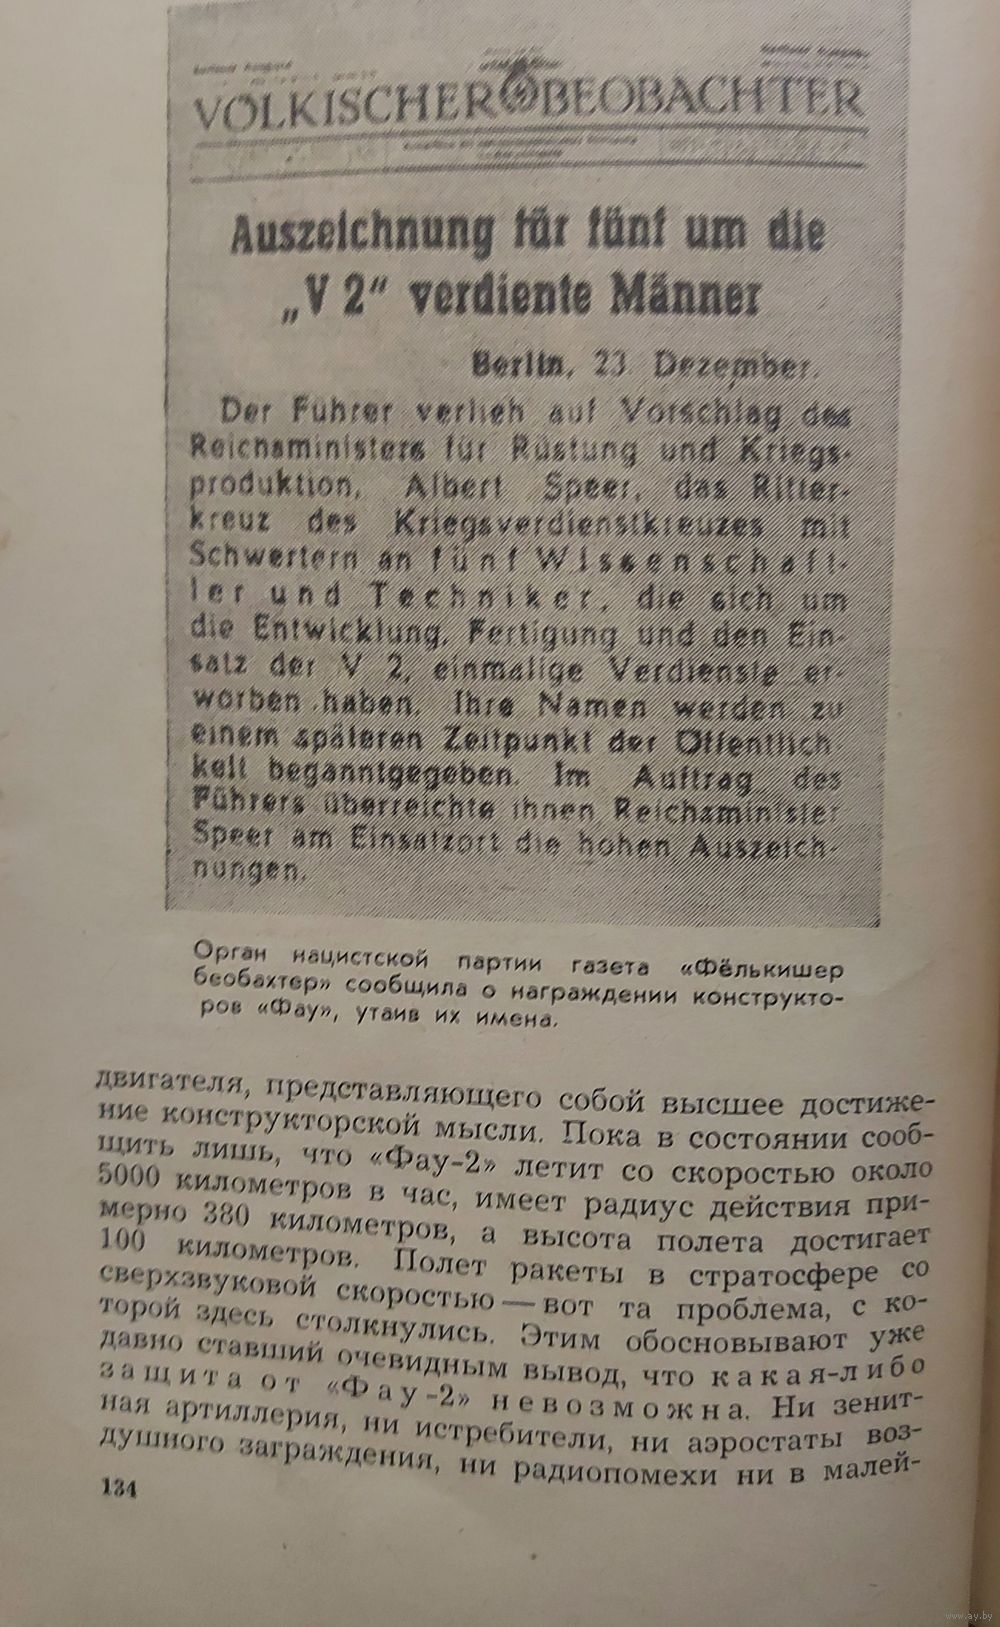 VÖLKISCHER BEOBACHTER
Auszeichnung für fünf um die
„V 2" verdiente Männer
Berlin, 23. Dezember.
Der Führer verlieh auf Vorschlag des
Reichsministers für Rüstung und Kriegs-
produktion, Albert Speer, das Ritter-
kreuz des Kriegsverdienstkreuzes mit
Schwertern an fünf Wissenschaft-
ler und Techniker, die sich um
die Entwicklung, Fertigung und den Ein-
satz der V 2, einmalige Verdienste er-
worben haben. Ihre Namen werden zu
einem späteren Zeitpunkt der Öffentlich-
keit beganntgegeben. Im Auftrag des
Führers überreichte ihnen Reichsminister
Speer am Einsatzort die hohen Auszeich-
nungen.
Орган нацистской партии газета «Фёлькишер
беобахтер» сообщила о награждении конструкто-
ров «Фау», утаив их имена.
двигателя, представляющего собой высшее достиже-
ние конструкторской мысли. Пока в состоянии сооб-
щить лишь, что «Фау-2» летит со скоростью около
5000 километров в час, имеет радиус действия при-
мерно 380 километров, а высота полета достигает
100 километров. Полет ракеты в стратосфере со
сверхзвуковой скоростью — вот та проблема, с ко-
торой здесь столкнулись. Этим обосновывают уже
давно ставший очевидным вывод, что какая-либо
защита от «Фау-2» невозможна. Ни зенит-
ная артиллерия, ни истребители, ни аэростаты воз-
душного заграждения, ни радиопомехи ни в малей-
134
www.ay.by